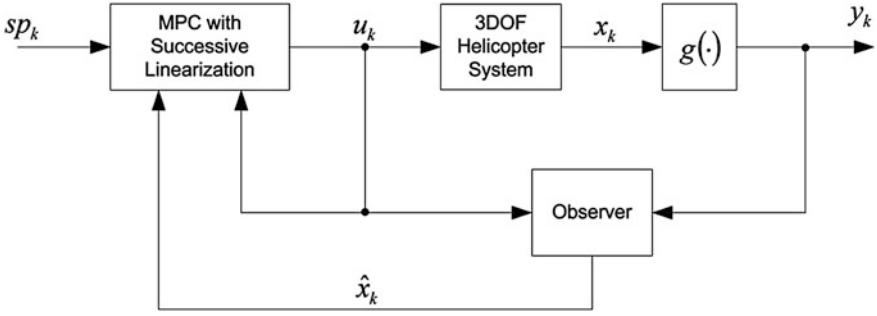 sp_k
MPC with
Successive
Linearization
u_k
3DOF
Helicopter
System
x_k
g(·)
y_k
Observer
x̂_k